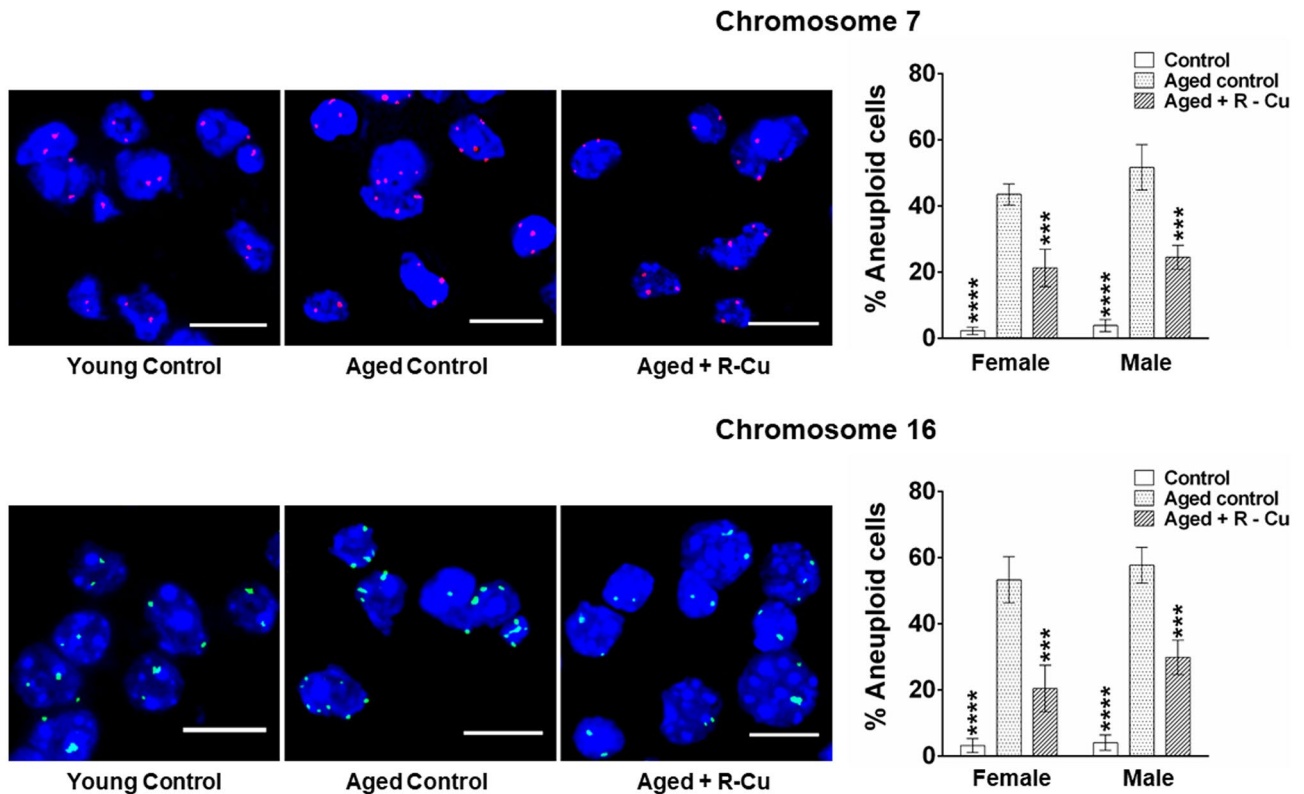 Chromosome 7
Young Control
Aged Control
Aged + R-Cu
% Aneuploid cells
80
60
40
20
0
Control
Aged control
Aged + R - Cu
****
***
****
***
Female
Male
Chromosome 16
Young Control
Aged Control
Aged + R-Cu
% Aneuploid cells
80
60
40
20
0
Control
Aged control
Aged + R - Cu
****
***
****
***
Female
Male